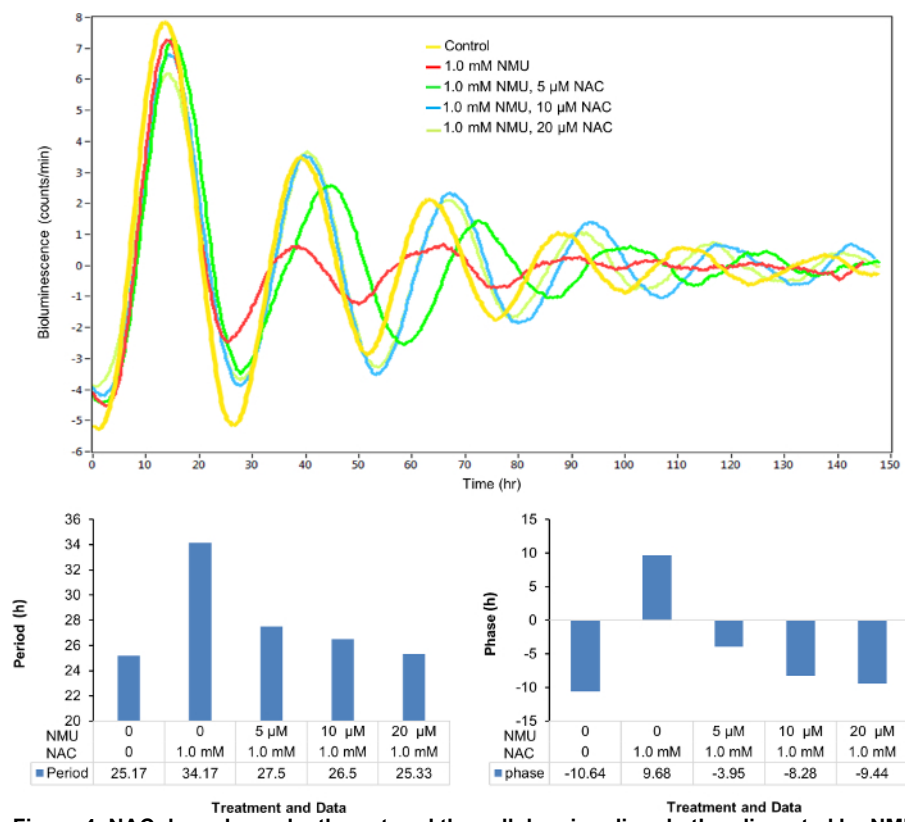 8
7
6
5
4
3
2
1
0
-1
-2
-3
-4
-5
-6
Bioluminescence (counts/min)
Control
1.0 mM NMU
1.0 mM NMU, 5 µM NAC
1.0 mM NMU, 10 µM NAC
1.0 mM NMU, 20 µM NAC
0 10 20 30 40 50 60 70 80 90 100 110 120 130 140 150
Time (hr)
36
34
32
30
28
26
24
22
20
Period (h)
NMU 0 0 5 µM 10 µM 20 µM
NAC 0 1.0 mM 1.0 mM 1.0 mM 1.0 mM
Period 25.17 34.17 27.5 26.5 25.33
Treatment and Data
15
10
5
0
-5
-10
-15
Phase (h)
NMU 0 0 5 µM 10 µM 20 µM
NAC 0 1.0 mM 1.0 mM 1.0 mM 1.0 mM
phase -10.64 9.68 -3.95 -8.28 -9.44
Treatment and Data